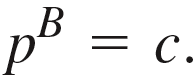 p^B = c.